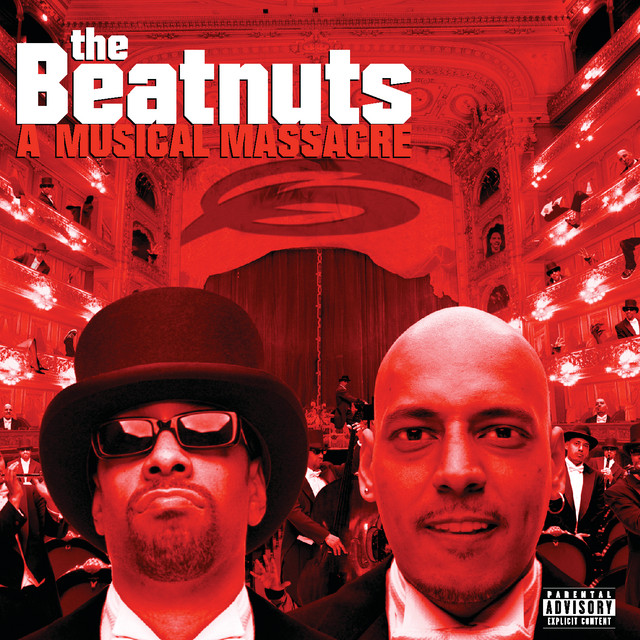 the
Beatnuts
A MUSICAL MASSACRE
PARENTAL
ADVISORY
EXPLICIT CONTENT